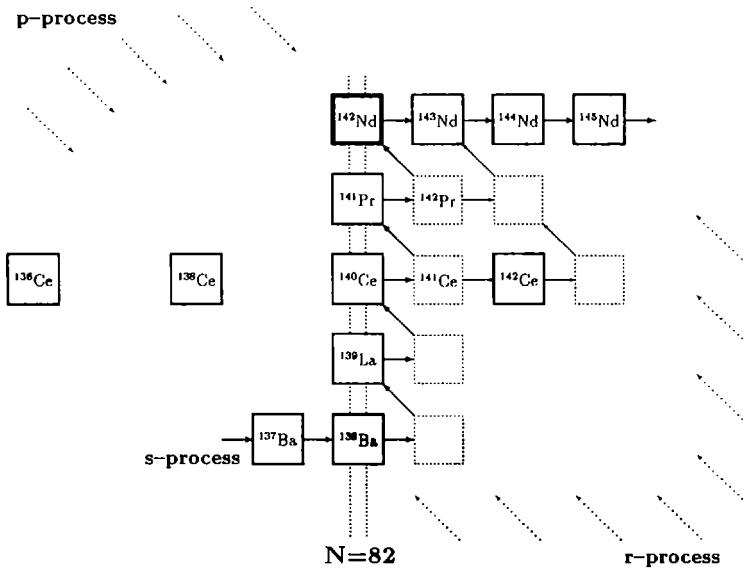 p–process
¹⁴²Nd ¹⁴³Nd ¹⁴⁴Nd ¹⁴⁵Nd
¹⁴¹Pr ¹⁴²Pr
¹³⁶Ce ¹³⁸Ce ¹⁴⁰Ce ¹⁴¹Ce ¹⁴²Ce
¹³⁹La
¹³⁷Ba ¹³⁸Ba
s–process
N=82
r–process